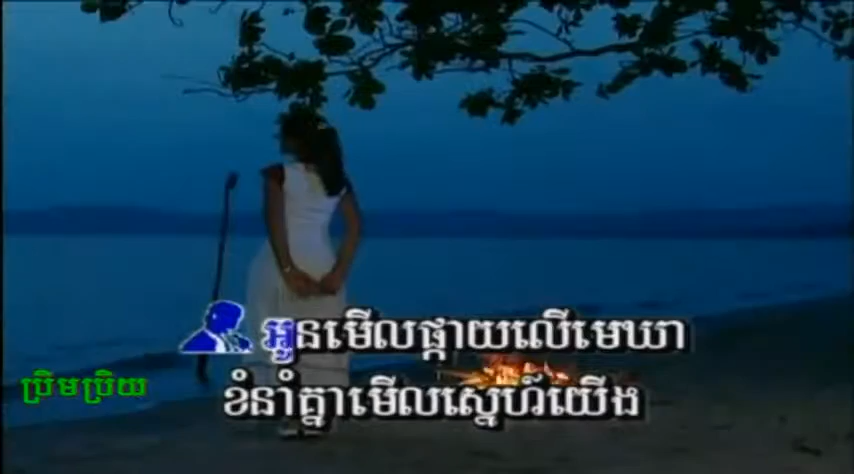 អូនមើលផ្កាយលើមេឃា
ប្រិមប្រិយ
ខំនាំគ្នាមើលស្នេហ៍យើង